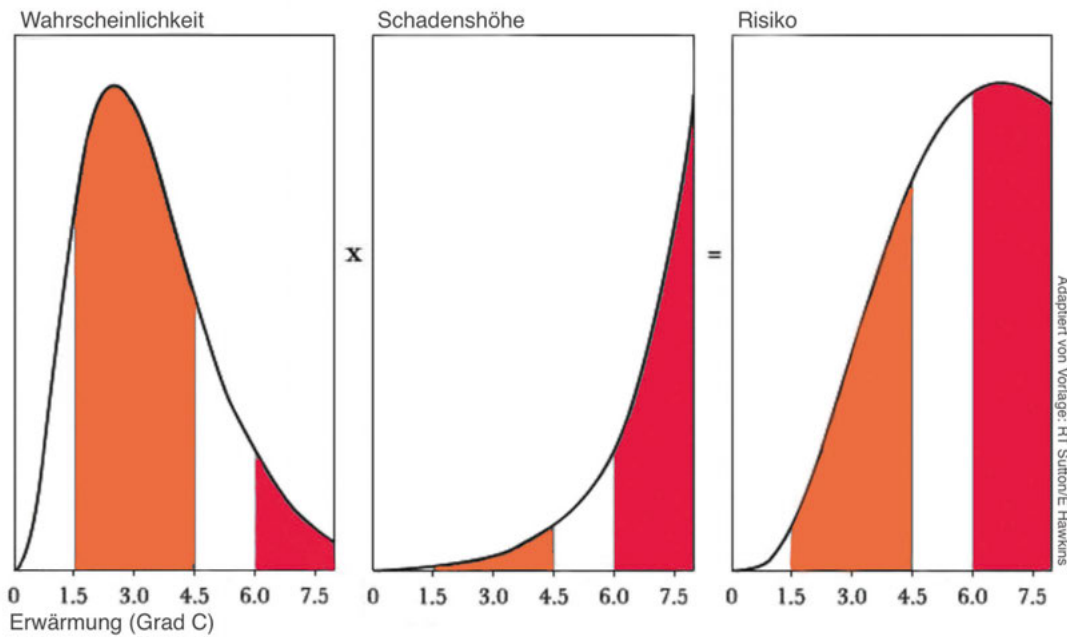 Wahrscheinlichkeit
Schadenshöhe
Risiko
x
=
0 1.5 3.0 4.5 6.0 7.5
0 1.5 3.0 4.5 6.0 7.5
0 1.5 3.0 4.5 6.0 7.5
Erwärmung (Grad C)
Adaptiert von Vorlage: RT Sutton/E Hawkins